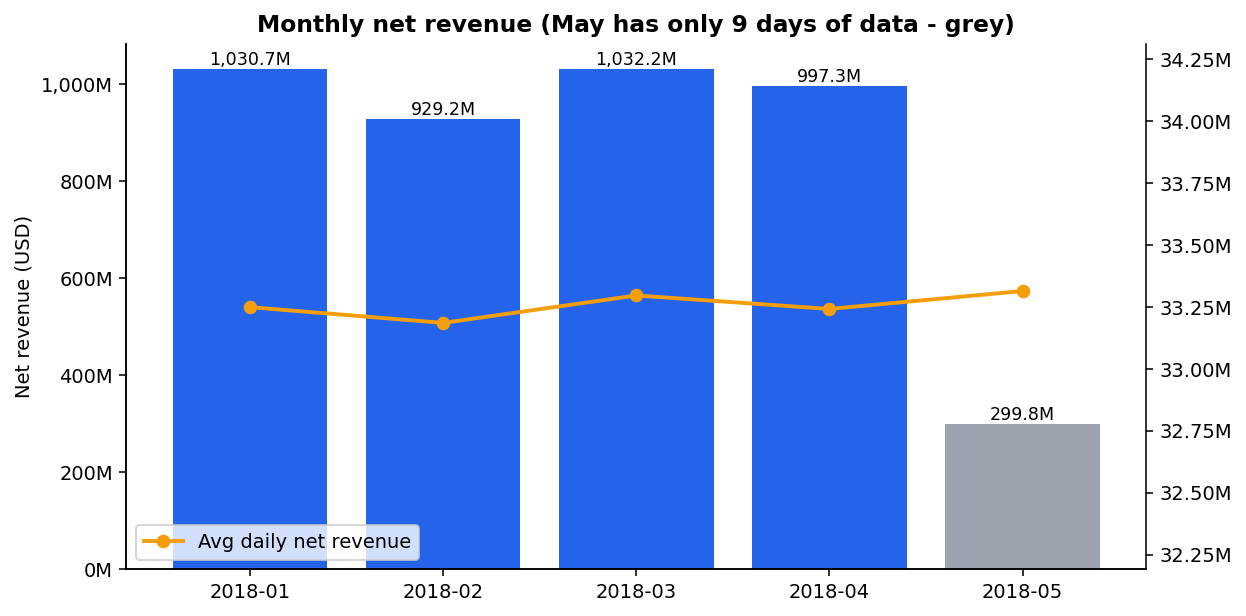 Monthly net revenue (May has only 9 days of data - grey)
Net revenue (USD)
1,000M
800M
600M
400M
200M
0M
1,030.7M
929.2M
1,032.2M
997.3M
299.8M
34.25M
34.00M
33.75M
33.50M
33.25M
33.00M
32.75M
32.50M
32.25M
Avg daily net revenue
2018-01
2018-02
2018-03
2018-04
2018-05